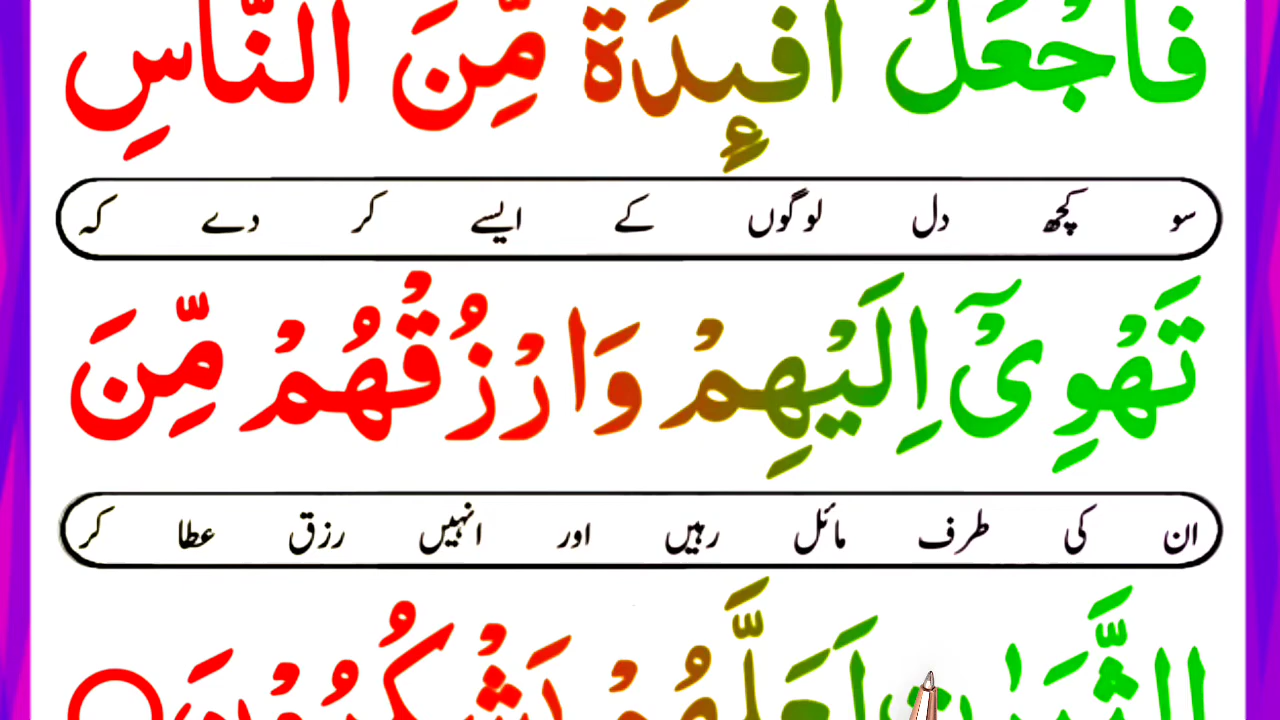 فَاجْعَلْ اَفْـِٕدَةً مِّنَ النَّاسِ
سو کچھ دل لوگوں کے ایسے کر دے کہ
تَهْوِیْۤ اِلَیْهِمْ وَارْزُقْهُمْ مِّنَ
ان کی طرف مائل رہیں اور انہیں رزق عطا کر
الثَّمَرٰتِ لَعَلَّهُمْ یَشْكُرُوْنَ